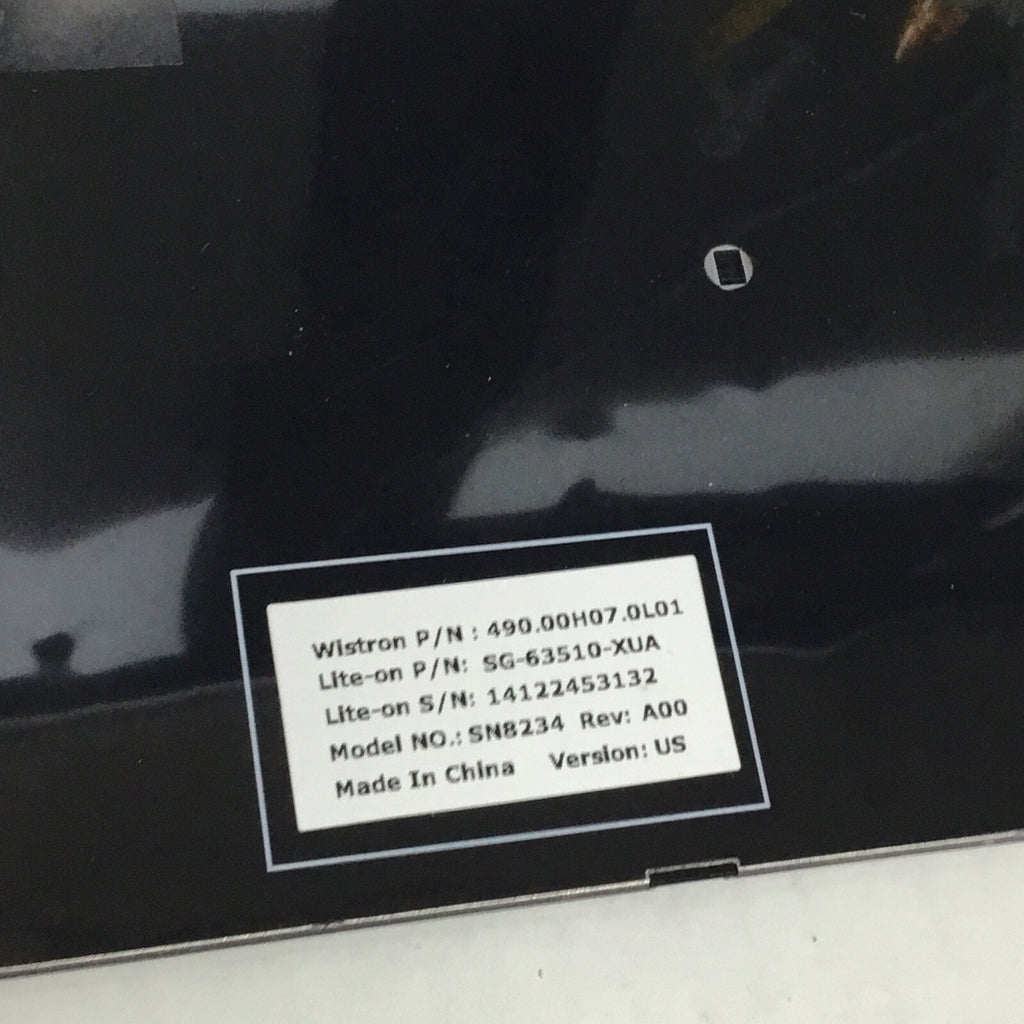 Wistron P/N : 490.00H07.0L01
Lite-on P/N: SG-63510-XUA
Lite-on S/N: 14122453132
Model NO.: SN8234 Rev: A00
Made In China Version: US